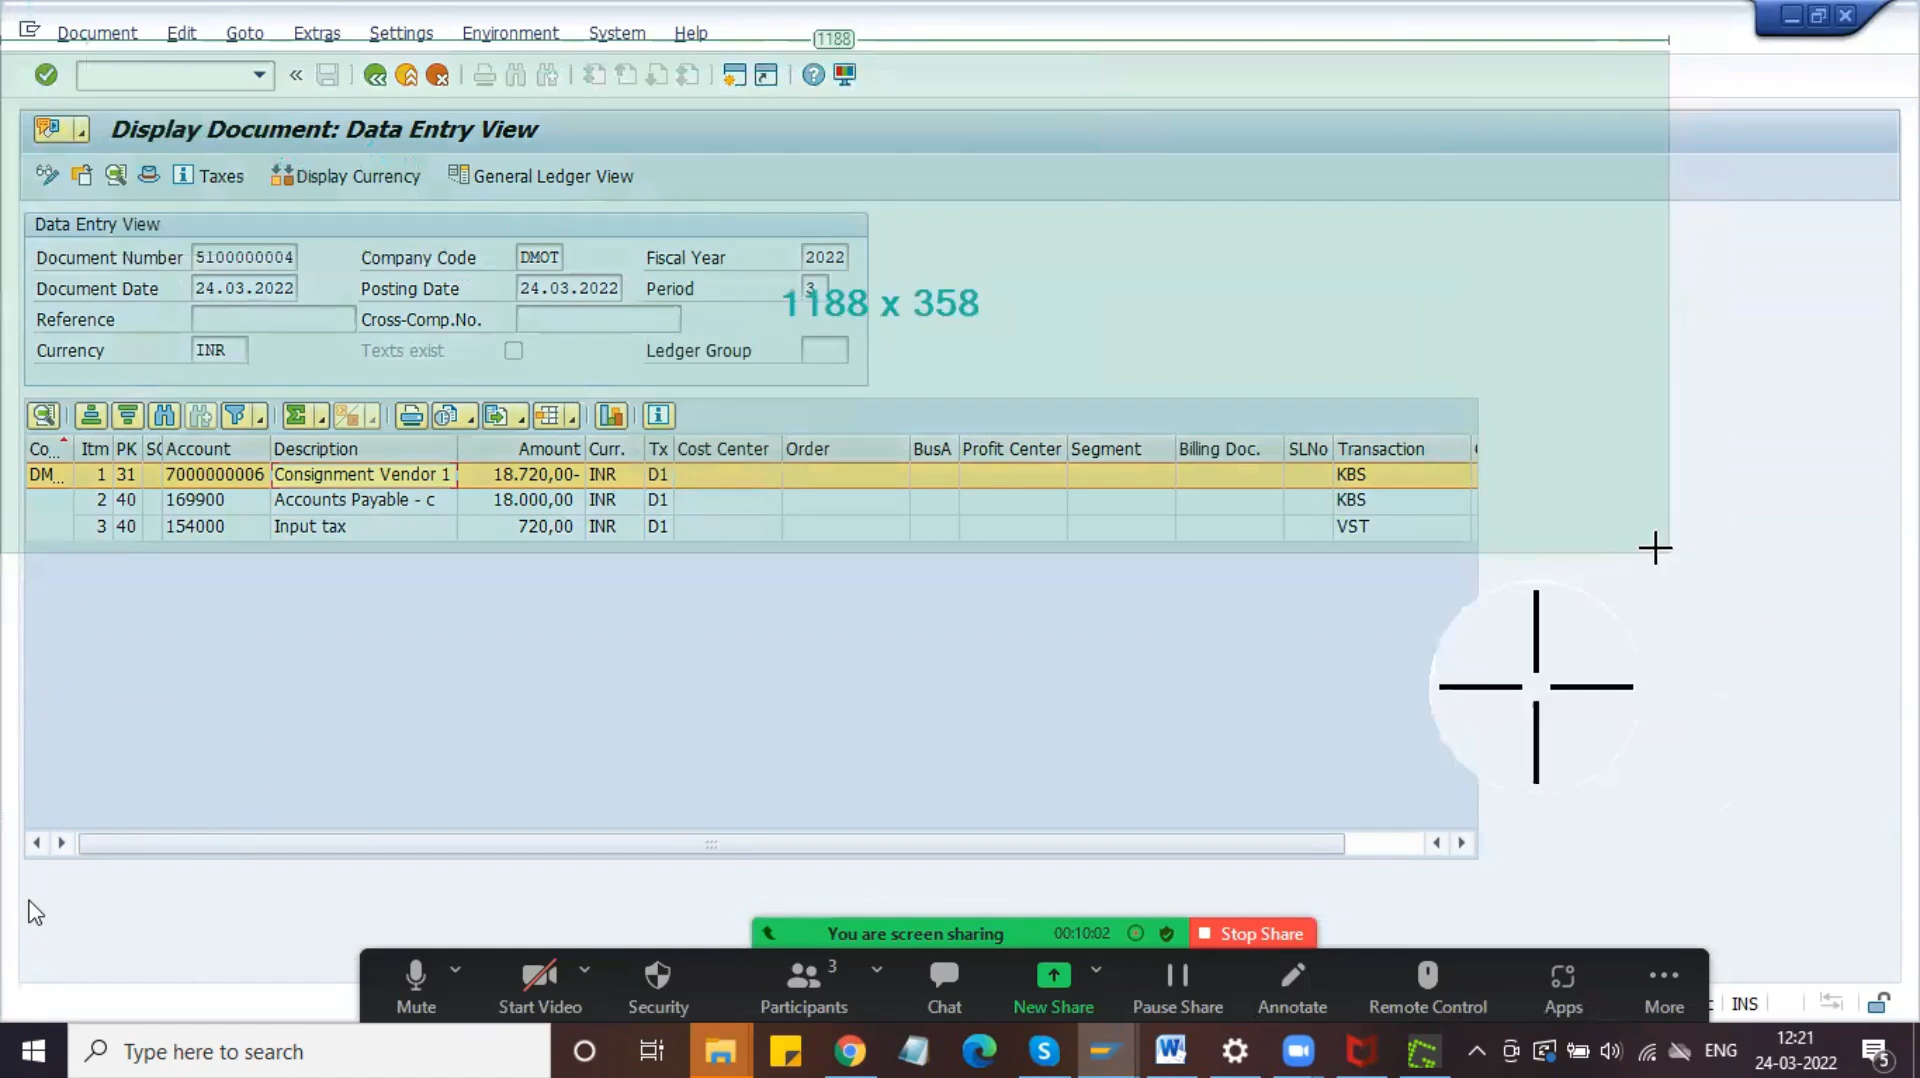 Document Edit Goto Extras Settings Environment System Help
1188
Display Document: Data Entry View
Taxes Display Currency General Ledger View
Data Entry View
Document Number 5100000004 Company Code DMOT Fiscal Year 2022
Document Date 24.03.2022 Posting Date 24.03.2022 Period 3
1188 x 358
Reference Cross-Comp.No.
Currency INR Texts exist Ledger Group
Co... Itm PK SG Account Description Amount Curr. Tx Cost Center Order BusA Profit Center Segment Billing Doc. SLNo Transaction
DM... 1 31 7000000006 Consignment Vendor 1 18.720,00- INR D1 KBS
2 40 169900 Accounts Payable - c 18.000,00 INR D1 KBS
3 40 154000 Input tax 720,00 INR D1 VST
You are screen sharing 00:10:02 Stop Share
3
Mute Start Video Security Participants Chat New Share Pause Share Annotate Remote Control Apps More
INS
Type here to search
ENG 12:21
24-03-2022
5